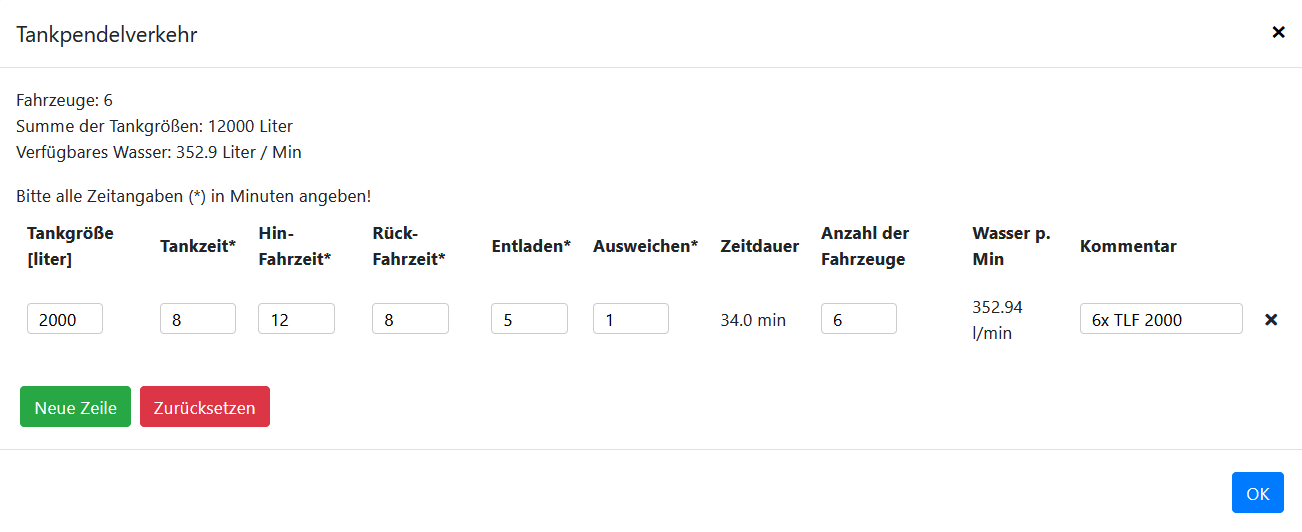 Tankpendelverkehr ×
Fahrzeuge: 6
Summe der Tankgrößen: 12000 Liter
Verfügbares Wasser: 352.9 Liter / Min
Bitte alle Zeitangaben (*) in Minuten angeben!
Tankgröße [liter] Tankzeit* Hin-Fahrzeit* Rück-Fahrzeit* Entladen* Ausweichen* Zeitdauer Anzahl der Fahrzeuge Wasser p. Min Kommentar
2000 8 12 8 5 1 34.0 min 6 352.94 l/min 6x TLF 2000 ×
Neue Zeile Zurücksetzen
OK